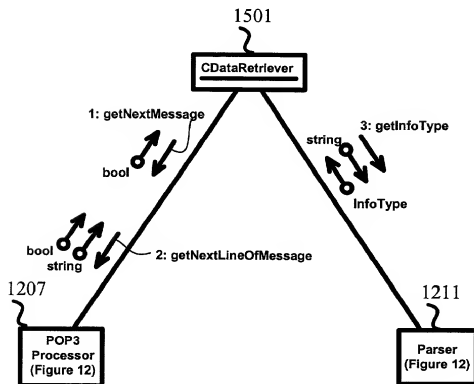 1501
CDataRetriever
1: getNextMessage
3: getInfoType
string
bool
InfoType
bool
string
2: getNextLineOfMessage
1207
1211
POP3
Processor
(Figure 12)
Parser
(Figure 12)